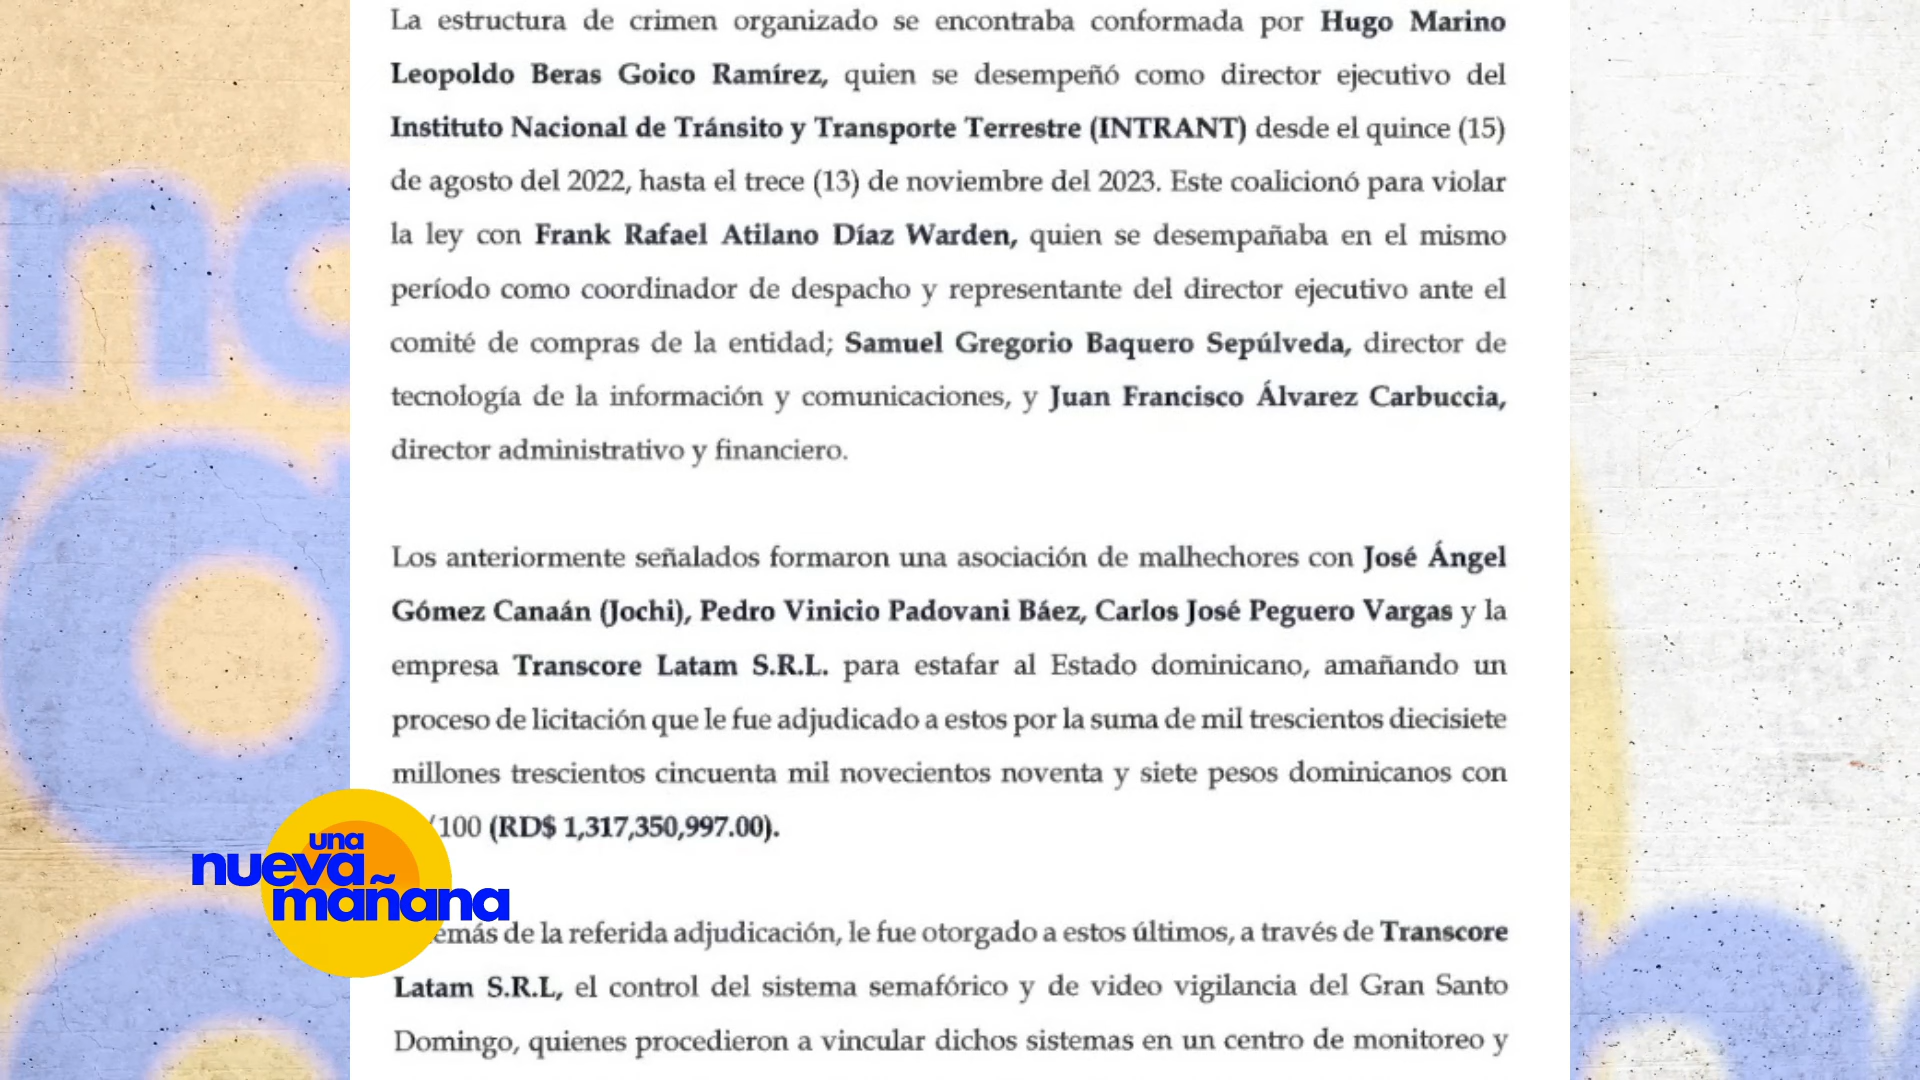 La estructura de crimen organizado se encontraba conformada por Hugo Marino
Leopoldo Beras Goico Ramírez, quien se desempeñó como director ejecutivo del
Instituto Nacional de Tránsito y Transporte Terrestre (INTRANT) desde el quince (15)
de agosto del 2022, hasta el trece (13) de noviembre del 2023. Este coalicionó para violar
la ley con Frank Rafael Atilano Díaz Warden, quien se desempañaba en el mismo
período como coordinador de despacho y representante del director ejecutivo ante el
comité de compras de la entidad; Samuel Gregorio Baquero Sepúlveda, director de
tecnología de la información y comunicaciones, y Juan Francisco Álvarez Carbuccia,
director administrativo y financiero.
Los anteriormente señalados formaron una asociación de malhechores con José Ángel
Gómez Canaán (Jochi), Pedro Vinicio Padovani Báez, Carlos José Peguero Vargas y la
empresa Transcore Latam S.R.L. para estafar al Estado dominicano, amañando un
proceso de licitación que le fue adjudicado a estos por la suma de mil trescientos diecisiete
millones trescientos cincuenta mil novecientos noventa y siete pesos dominicanos con
/100 (RD$ 1,317,350,997.00).
una
nueva
mañana
emás de la referida adjudicación, le fue otorgado a estos últimos, a través de Transcore
Latam S.R.L, el control del sistema semafórico y de video vigilancia del Gran Santo
Domingo, quienes procedieron a vincular dichos sistemas en un centro de monitoreo y